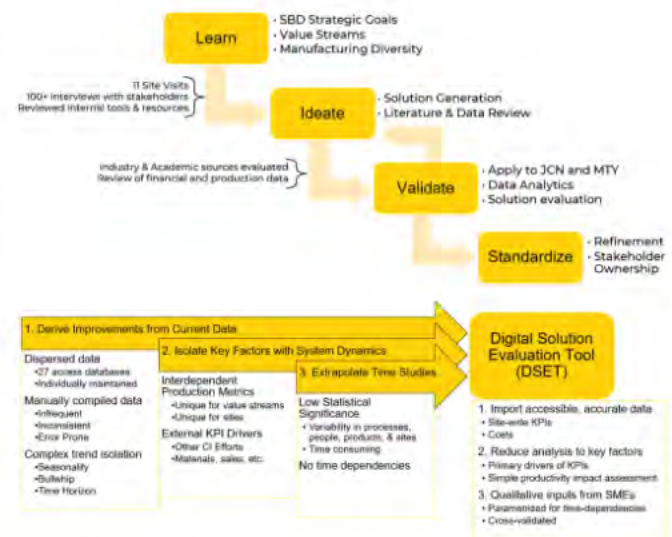 Learn
• SBD Strategic Goals
• Value Streams
• Manufacturing Diversity
11 Site Visits
100+ Interviews with stakeholders
Reviewed internal tools & resources
Ideate
• Solution Generation
• Literature & Data Review
Industry & Academic sources evaluated
Review of financial and production data
Validate
• Apply to JCN and MTY
• Data Analytics
• Solution evaluation
Standardize
• Refinement
• Stakeholder
Ownership
1. Derive Improvements from Current Data
Dispersed data
•27 access databases
•Individually maintained
Manually compiled data
•Infrequent
•Inconsistent
•Error Prone
Complex trend isolation
•Seasonality
•Bullwhip
•Time Horizon
2. Isolate Key Factors with System Dynamics
Interdependent
Production Metrics
•Unique for value streams
•Unique for sites
External KPI Drivers
•Other CI Efforts
•Materials, sales, etc.
3. Extrapolate Time Studies
Low Statistical
Significance
• Variability in processes,
people, products, & sites
• Time consuming
No time dependencies
Digital Solution
Evaluation Tool
(DSET)
1. Import accessible, accurate data
• Site-wide KPIs
• Costs
2. Reduce analysis to key factors
• Primary drivers of KPIs
• Simple productivity impact assessment
3. Qualitative inputs from SMEs
• Parametrized for time-dependencies
• Cross-validated